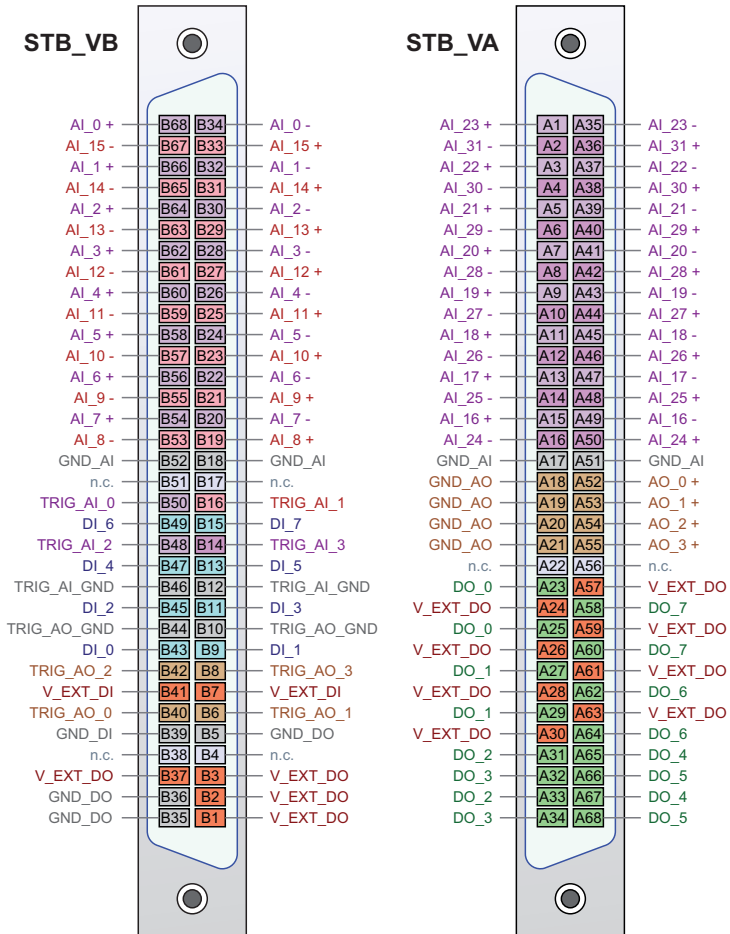 STB_VB STB_VA
AI_0 + B68 B34 AI_0 - AI_23 + A1 A35 AI_23 -
AI_15 - B67 B33 AI_15 + AI_31 - A2 A36 AI_31 +
AI_1 + B66 B32 AI_1 - AI_22 + A3 A37 AI_22 -
AI_14 - B65 B31 AI_14 + AI_30 - A4 A38 AI_30 +
AI_2 + B64 B30 AI_2 - AI_21 + A5 A39 AI_21 -
AI_13 - B63 B29 AI_13 + AI_29 - A6 A40 AI_29 +
AI_3 + B62 B28 AI_3 - AI_20 + A7 A41 AI_20 -
AI_12 - B61 B27 AI_12 + AI_28 - A8 A42 AI_28 +
AI_4 + B60 B26 AI_4 - AI_19 + A9 A43 AI_19 -
AI_11 - B59 B25 AI_11 + AI_27 - A10 A44 AI_27 +
AI_5 + B58 B24 AI_5 - AI_18 + A11 A45 AI_18 -
AI_10 - B57 B23 AI_10 + AI_26 - A12 A46 AI_26 +
AI_6 + B56 B22 AI_6 - AI_17 + A13 A47 AI_17 -
AI_9 - B55 B21 AI_9 + AI_25 - A14 A48 AI_25 +
AI_7 + B54 B20 AI_7 - AI_16 + A15 A49 AI_16 -
AI_8 - B53 B19 AI_8 + AI_24 - A16 A50 AI_24 +
GND_AI B52 B18 GND_AI GND_AI A17 A51 GND_AI
n.c. B51 B17 n.c. GND_AO A18 A52 AO_0 +
TRIG_AI_0 B50 B16 TRIG_AI_1 GND_AO A19 A53 AO_1 +
DI_6 B49 B15 DI_7 GND_AO A20 A54 AO_2 +
TRIG_AI_2 B48 B14 TRIG_AI_3 GND_AO A21 A55 AO_3 +
DI_4 B47 B13 DI_5 n.c. A22 A56 n.c.
TRIG_AI_GND B46 B12 TRIG_AI_GND DO_0 A23 A57 V_EXT_DO
DI_2 B45 B11 DI_3 V_EXT_DO A24 A58 DO_7
TRIG_AO_GND B44 B10 TRIG_AO_GND DO_0 A25 A59 V_EXT_DO
DI_0 B43 B9 DI_1 V_EXT_DO A26 A60 DO_7
TRIG_AO_2 B42 B8 TRIG_AO_3 DO_1 A27 A61 V_EXT_DO
V_EXT_DI B41 B7 V_EXT_DI V_EXT_DO A28 A62 DO_6
TRIG_AO_0 B40 B6 TRIG_AO_1 DO_1 A29 A63 V_EXT_DO
GND_DI B39 B5 GND_DO V_EXT_DO A30 A64 DO_6
n.c. B38 B4 n.c. DO_2 A31 A65 DO_4
V_EXT_DO B37 B3 V_EXT_DO DO_3 A32 A66 DO_5
GND_DO B36 B2 V_EXT_DO DO_2 A33 A67 DO_4
GND_DO B35 B1 V_EXT_DO DO_3 A34 A68 DO_5